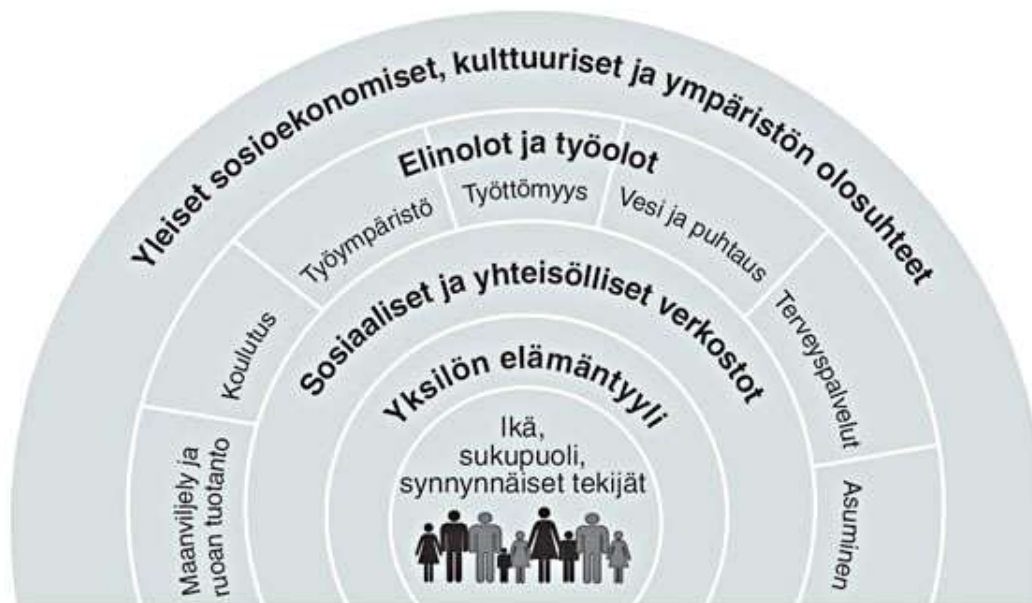 Yleiset sosioekonomiset, kulttuuriset ja ympäristön olosuhteet
Elinolot ja työolot
Maanviljely ja
ruoan tuotanto
Koulutus
Työympäristö
Työttömyys
Vesi ja puhtaus
Terveyspalvelut
Asuminen
Sosiaaliset ja yhteisölliset verkostot
Yksilön elämäntyyli
Ikä,
sukupuoli,
synnynnäiset tekijät